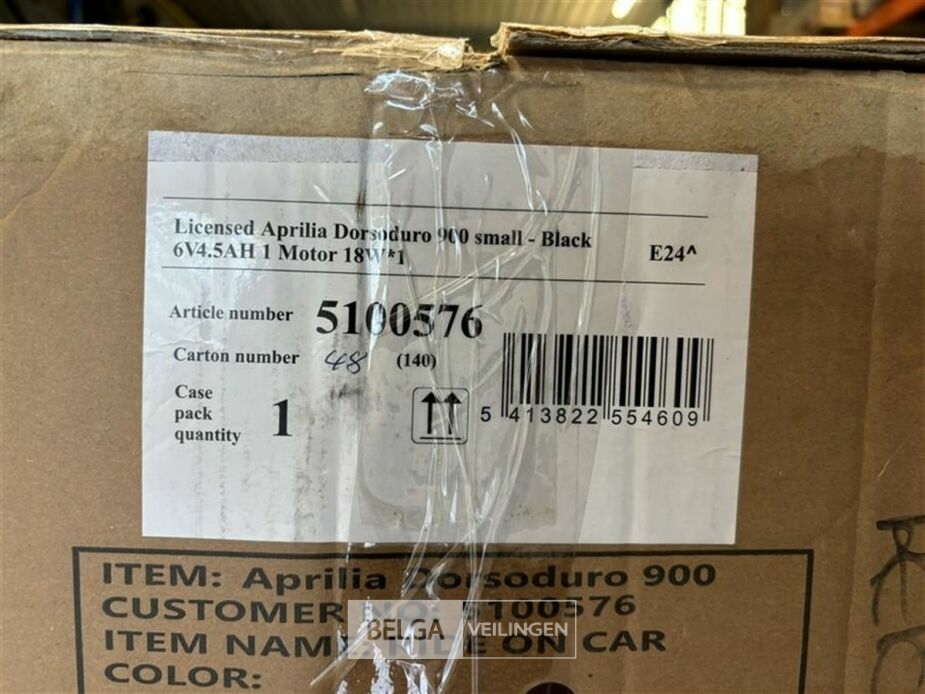 Licensed Aprilia Dorsoduro 900 small - Black
6V4.5AH 1 Motor 18W*1
E24^
Article number 5100576
Carton number 48 (140)
Case
pack
quantity 1
5 413822 554609
ITEM: Aprilia Dorsoduro 900
CUSTOMER NO: 5100576
ITEM NAME: RIDE ON CAR
COLOR:
BELGA VEILINGEN